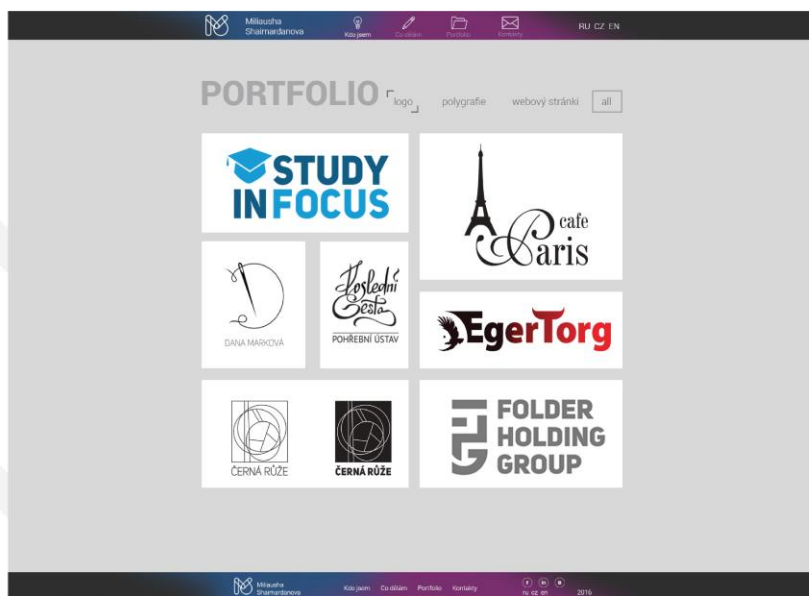 Miliausha
Shaimardanova
Kdo jsem
Co dělám
Portfolio
Kontakty
RU CZ EN
PORTFOLIO
logo
polygrafie
webový stránki
all
STUDY
IN FOCUS
cafe
Paris
DANA MARKOVÁ
Poslední
Cesta
POHŘEBNÍ ÚSTAV
EgerTorg
ČERNÁ RŮŽE
ČERNÁ RŮŽE
FOLDER
HOLDING
GROUP
Miliausha
Shaimardanova
Kdo jsem
Co dělám
Portfolio
Kontakty
ru cz en
2016